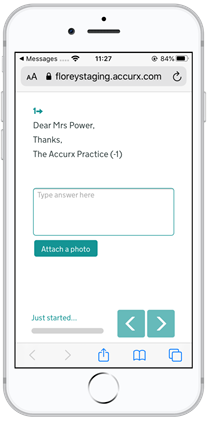 Messages .... 11:27 84%
AA floreystaging.accurx.com
1→
Dear Mrs Power,
Thanks,
The Accurx Practice (-1)
Type answer here
Attach a photo
Just started...